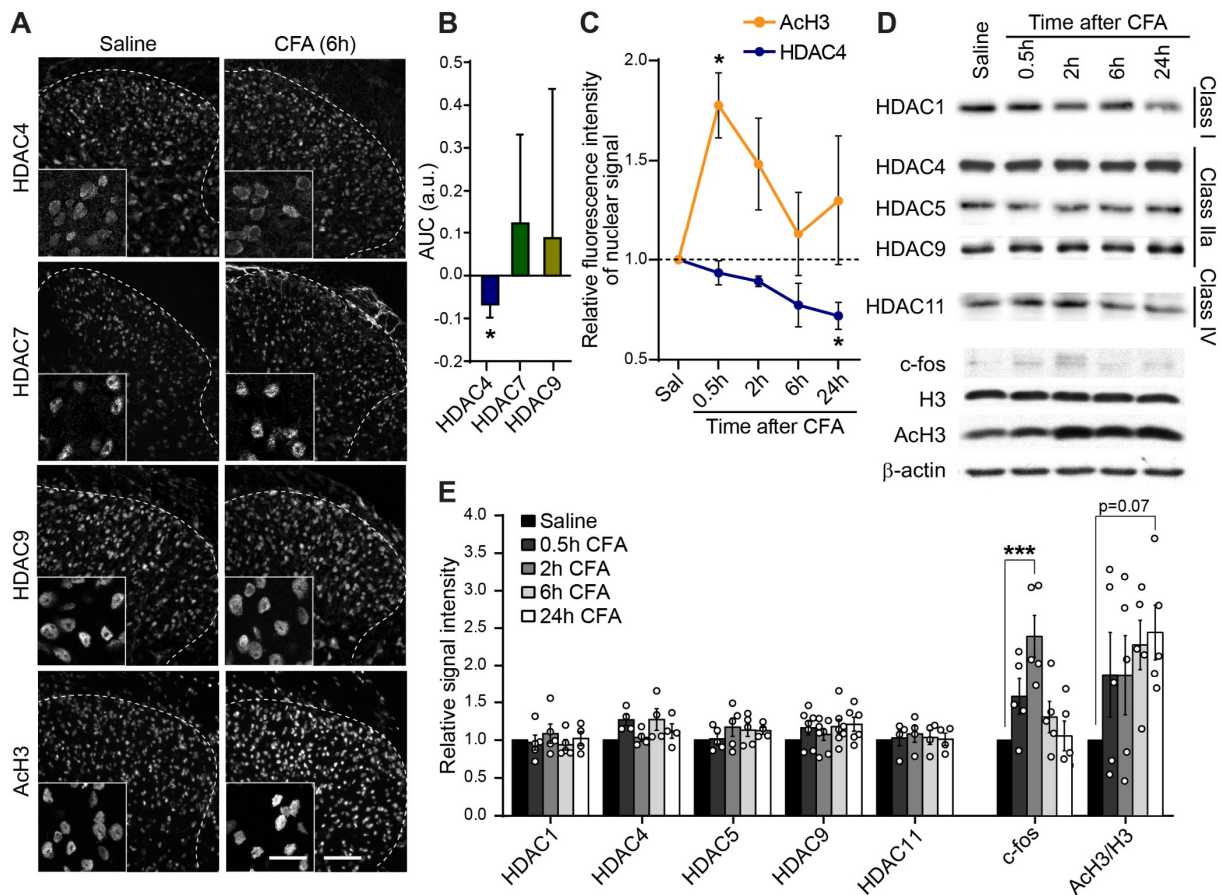 A
Saline
CFA (6h)
HDAC4
HDAC7
HDAC9
AcH3
B
AUC (a.u.)
0.5
0.4
0.3
0.2
0.1
0.0
-0.1
-0.2
*
HDAC4
HDAC7
HDAC9
C
AcH3
HDAC4
Relative fluorescence intensity
of nuclear signal
2.0
1.5
1.0
0.5
*
*
Sal
0.5h
2h
6h
24h
Time after CFA
D
Time after CFA
Saline
0.5h
2h
6h
24h
HDAC1
Class I
HDAC4
HDAC5
HDAC9
Class IIa
HDAC11
Class IV
c-fos
H3
AcH3
β-actin
E
Relative signal intensity
4.0
3.5
3.0
2.5
2.0
1.5
1.0
0.5
0.0
Saline
0.5h CFA
2h CFA
6h CFA
24h CFA
***
p=0.07
HDAC1
HDAC4
HDAC5
HDAC9
HDAC11
c-fos
AcH3/H3